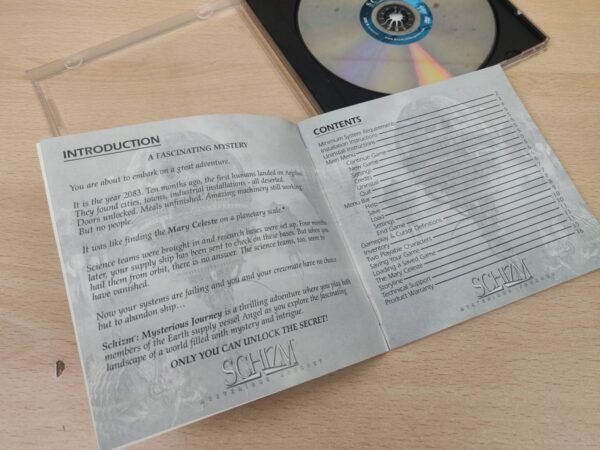 INTRODUCTION
A FASCINATING MYSTERY
You are about to embark on a great adventure.
It is the year 2083. Ten months ago, the first humans landed on Argilus.
They found cities, towns, industrial installations - all deserted.
Doors unlocked. Meals unfinished. Amazing machinery still working.
But no people.
It was like finding the Mary Celeste on a planetary scale.*
Science teams were brought in and research bases were set up. Four months
later, your supply ship has been sent to check on these bases. But when you
hail them from orbit, there is no answer. The science teams, too, seem to
have vanished.
Now your systems are failing and you and your crewmate have no choice
but to abandon ship…
Schizm: Mysterious Journey is a thrilling adventure where you play both
members of the Earth supply vessel Angel as you explore the fascinating
landscape of a world filled with mystery and intrigue.
ONLY YOU CAN UNLOCK THE SECRET!
SCHIZM
MYSTERIOUS JOURNEY
CONTENTS
Minimum System Requirements
Installation Instructions
Uninstall Instructions
Main Menu
Continue Game
New Game
Settings
Credits
Uninstall
Quit
Menu Bar
Help
Save
Load
Settings
End Game
Gameplay & Cursor Definitions
Inventory
Two Playable Characters
Saving Your Game
Loading a Saved Game
The Mary Celeste
Storyline
Technical Support
Product Warranty
SCHIZM
MYSTERIOUS JOURNEY